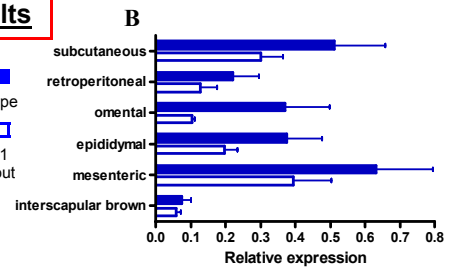 lts
B
pe
1
out
subcutaneous
retroperitoneal
omental
epididymal
mesenteric
interscapular brown
0.0 0.1 0.2 0.3 0.4 0.5 0.6 0.7 0.8
Relative expression